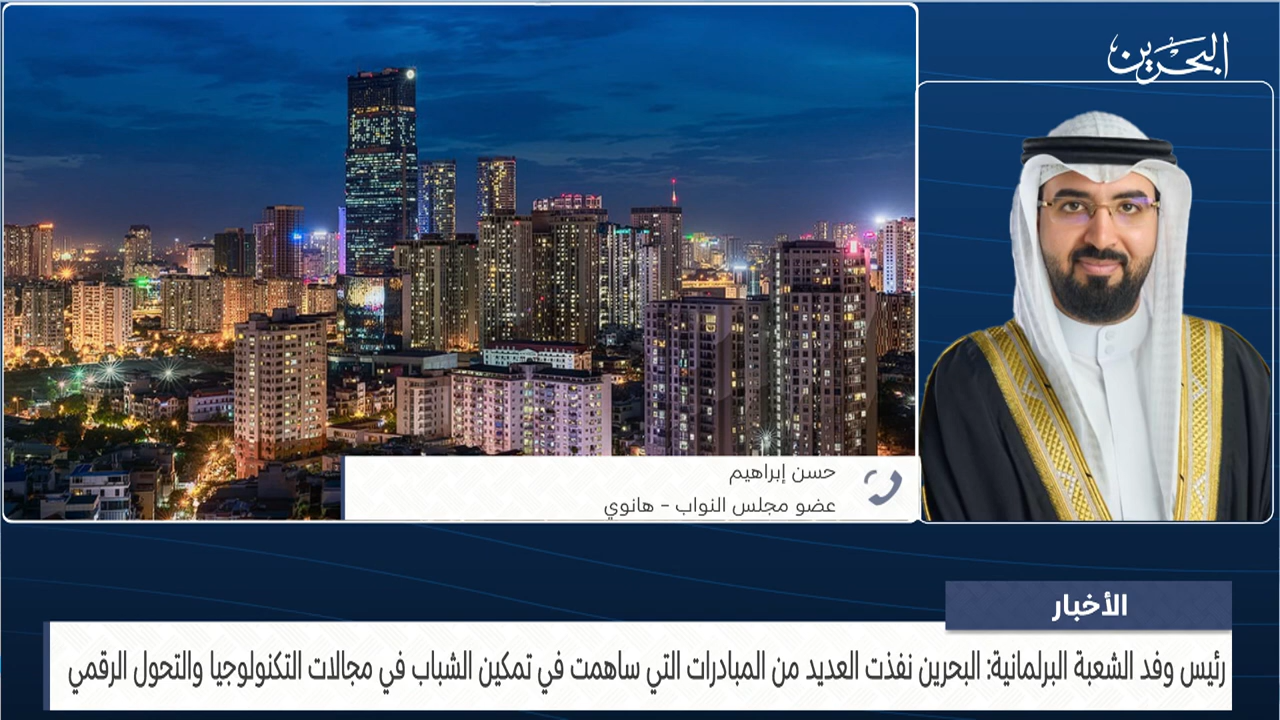 البحرين
حسن إبراهيم
عضو مجلس النواب - هانوي
الأخبار
رئيس وفد الشعبة البرلمانية: البحرين نفذت العديد من المبادرات التي ساهمت في تمكين الشباب في مجالات التكنولوجيا والتحول الرقمي